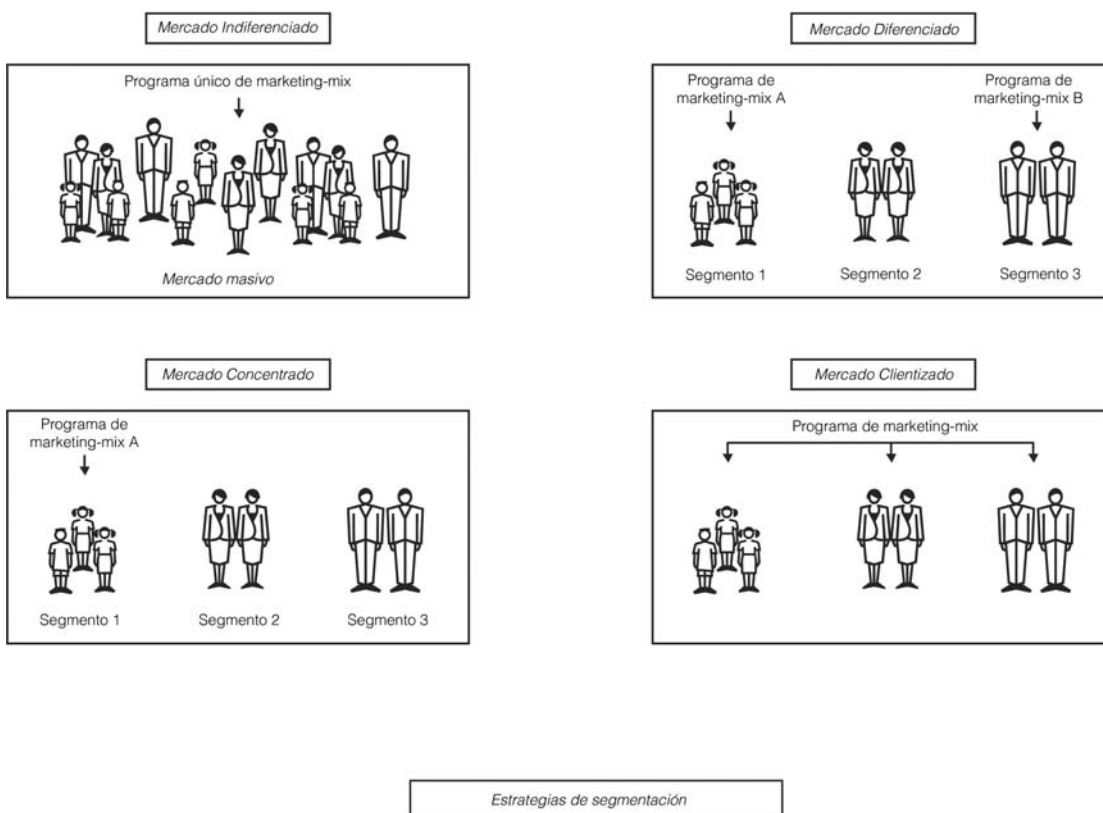 Mercado Indiferenciado
Programa único de marketing-mix
Mercado masivo
Mercado Diferenciado
Programa de
marketing-mix A
Programa de
marketing-mix B
Segmento 1
Segmento 2
Segmento 3
Mercado Concentrado
Programa de
marketing-mix A
Segmento 1
Segmento 2
Segmento 3
Mercado Clientizado
Programa de marketing-mix
Estrategias de segmentación